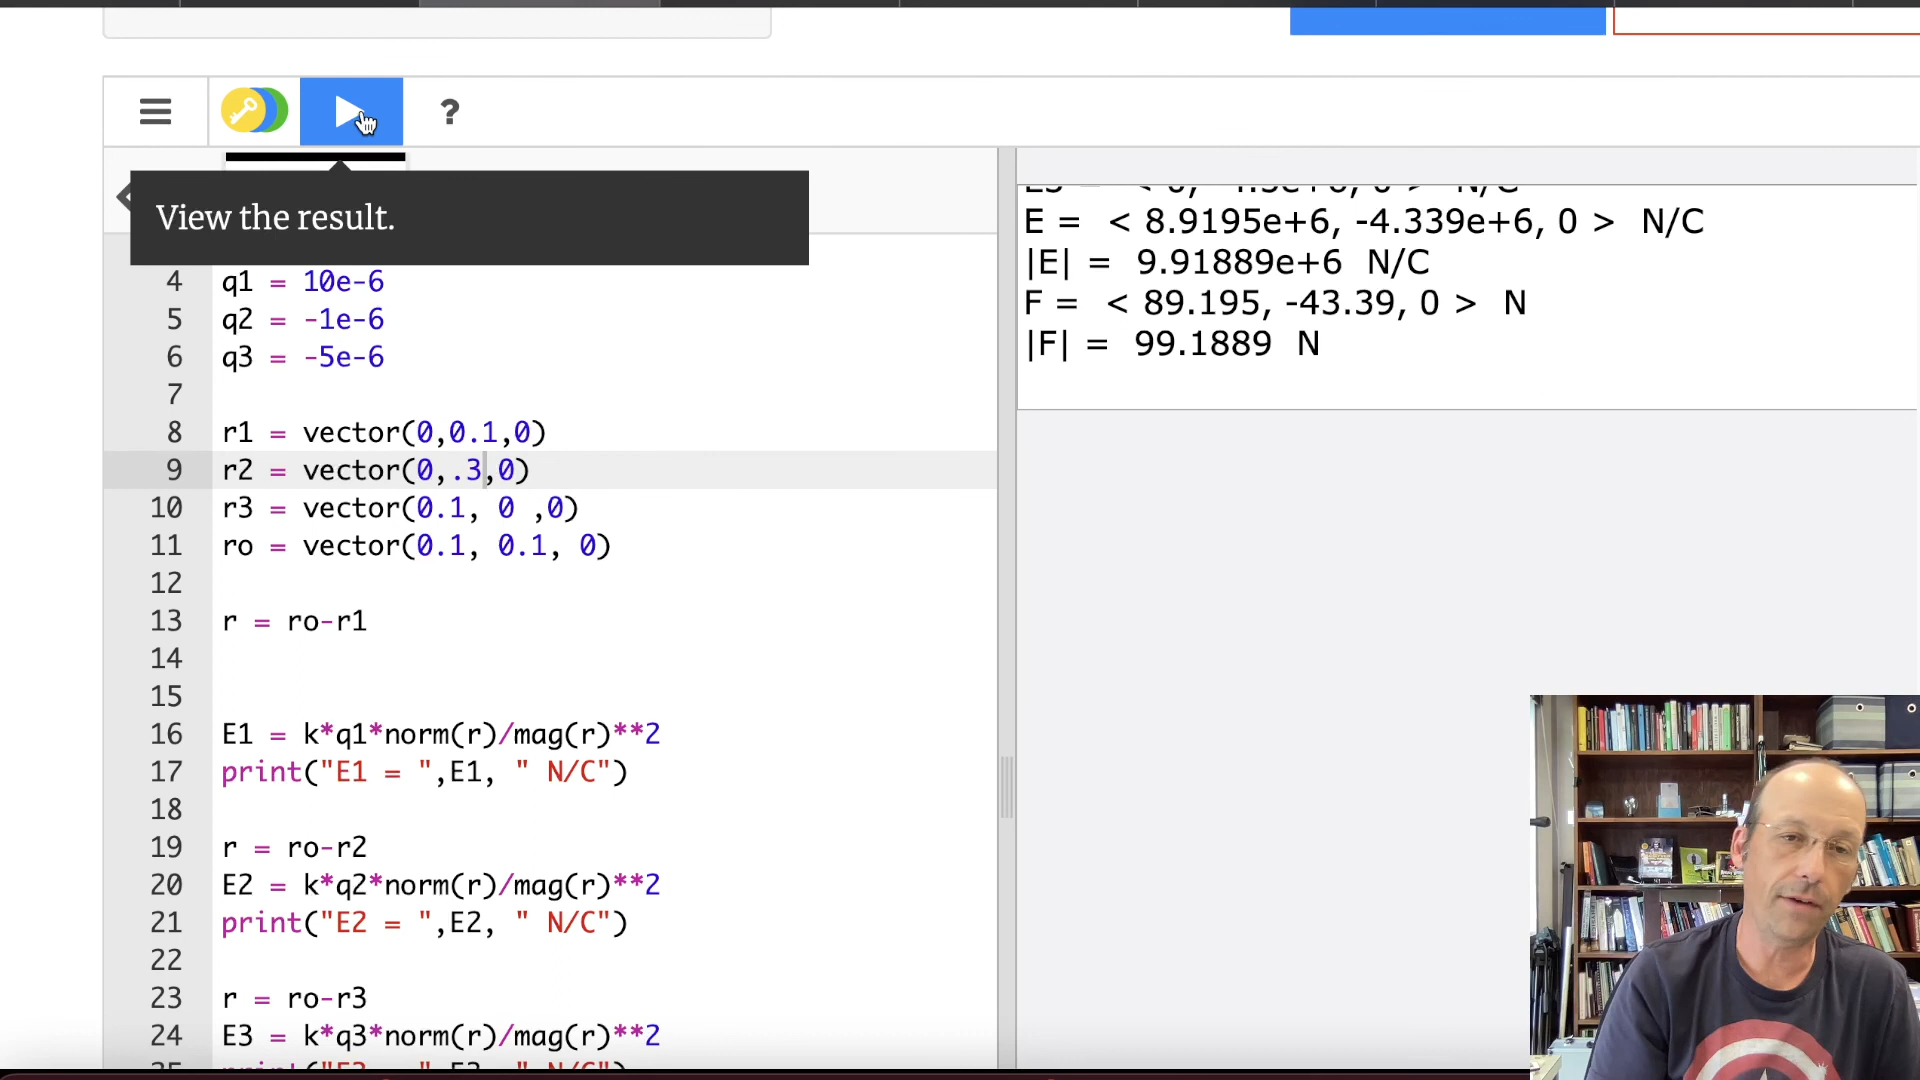 ?
View the result.
4 q1 = 10e-6
5 q2 = -1e-6
6 q3 = -5e-6
7
8 r1 = vector(0,0.1,0)
9 r2 = vector(0,.3,0)
10 r3 = vector(0.1, 0 ,0)
11 ro = vector(0.1, 0.1, 0)
12
13 r = ro-r1
14
15
16 E1 = k*q1*norm(r)/mag(r)**2
17 print("E1 = ",E1, " N/C")
18
19 r = ro-r2
20 E2 = k*q2*norm(r)/mag(r)**2
21 print("E2 = ",E2, " N/C")
22
23 r = ro-r3
24 E3 = k*q3*norm(r)/mag(r)**2
E = < 8.9195e+6, -4.339e+6, 0 > N/C
|E| = 9.91889e+6 N/C
F = < 89.195, -43.39, 0 > N
|F| = 99.1889 N